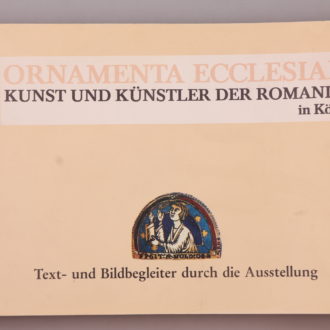 ORNAMENTA ECCLESIA
KUNST UND KÜNSTLER DER ROMANI
in Kö
Text- und Bildbegleiter durch die Ausstellung